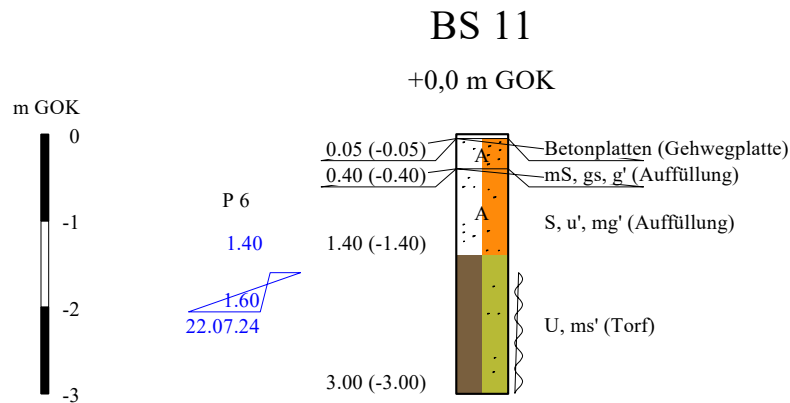 BS 11
+0,0 m GOK
m GOK
0
0.05 (-0.05)
A
Betonplatten (Gehwegplatte)
0.40 (-0.40)
mS, gs, g' (Auffüllung)
P 6
A
S, u', mg' (Auffüllung)
-1
1.40
1.40 (-1.40)
1.60
-2
22.07.24
U, ms' (Torf)
3.00 (-3.00)
-3